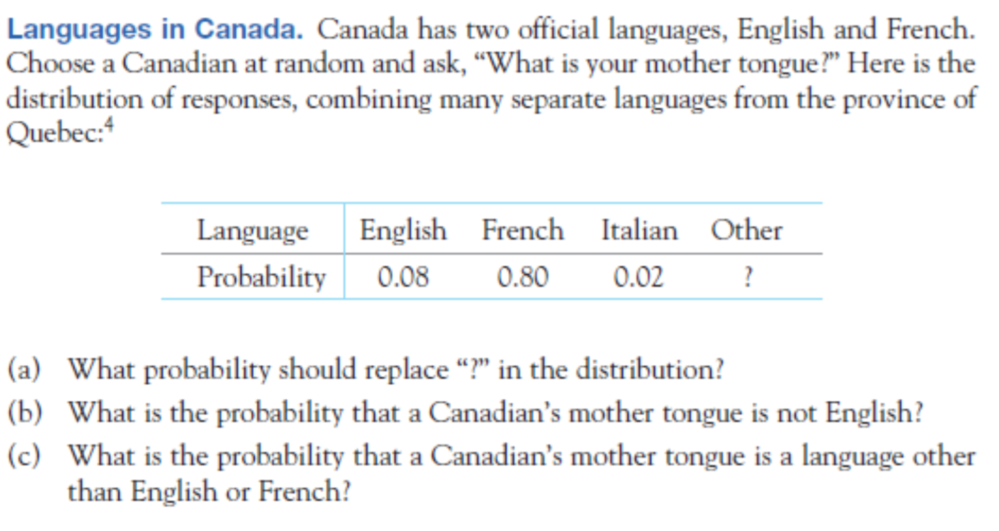 Languages in Canada. Canada has two official languages, English and French.
Choose a Canadian at random and ask, “What is your mother tongue?” Here is the
distribution of responses, combining many separate languages from the province of
Quebec:4
Language English French Italian Other
Probability 0.08 0.80 0.02 ?
(a) What probability should replace “?” in the distribution?
(b) What is the probability that a Canadian’s mother tongue is not English?
(c) What is the probability that a Canadian’s mother tongue is a language other
than English or French?